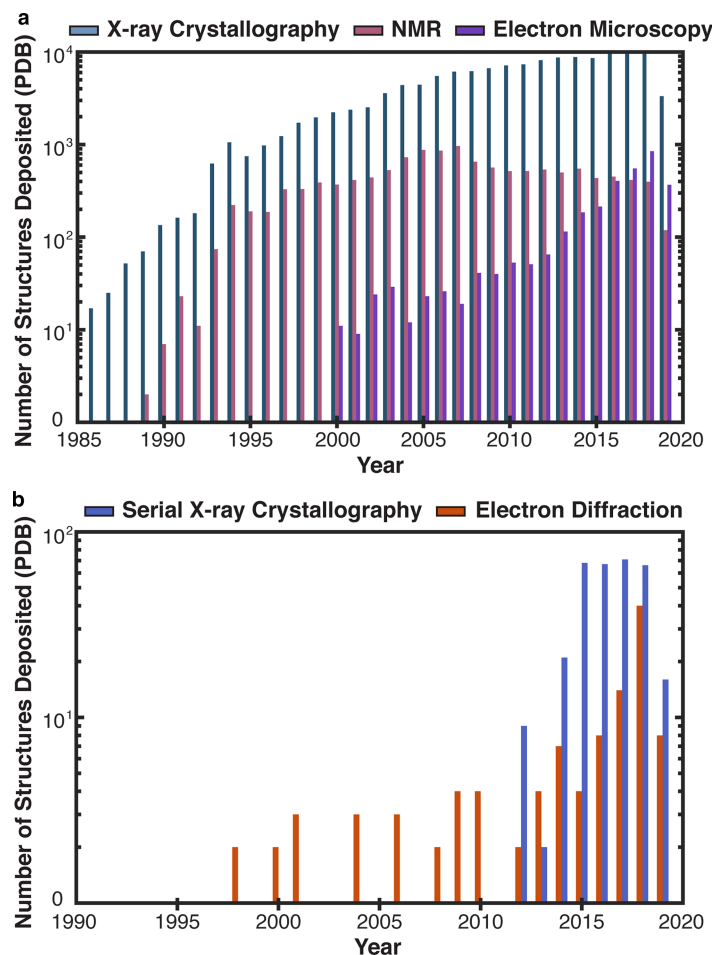 a
X-ray Crystallography NMR Electron Microscopy
Number of Structures Deposited (PDB)
10^4
10^3
10^2
10^1
0
1985 1990 1995 2000 2005 2010 2015 2020
Year
b
Serial X-ray Crystallography Electron Diffraction
Number of Structures Deposited (PDB)
10^2
10^1
0
1990 1995 2000 2005 2010 2015 2020
Year